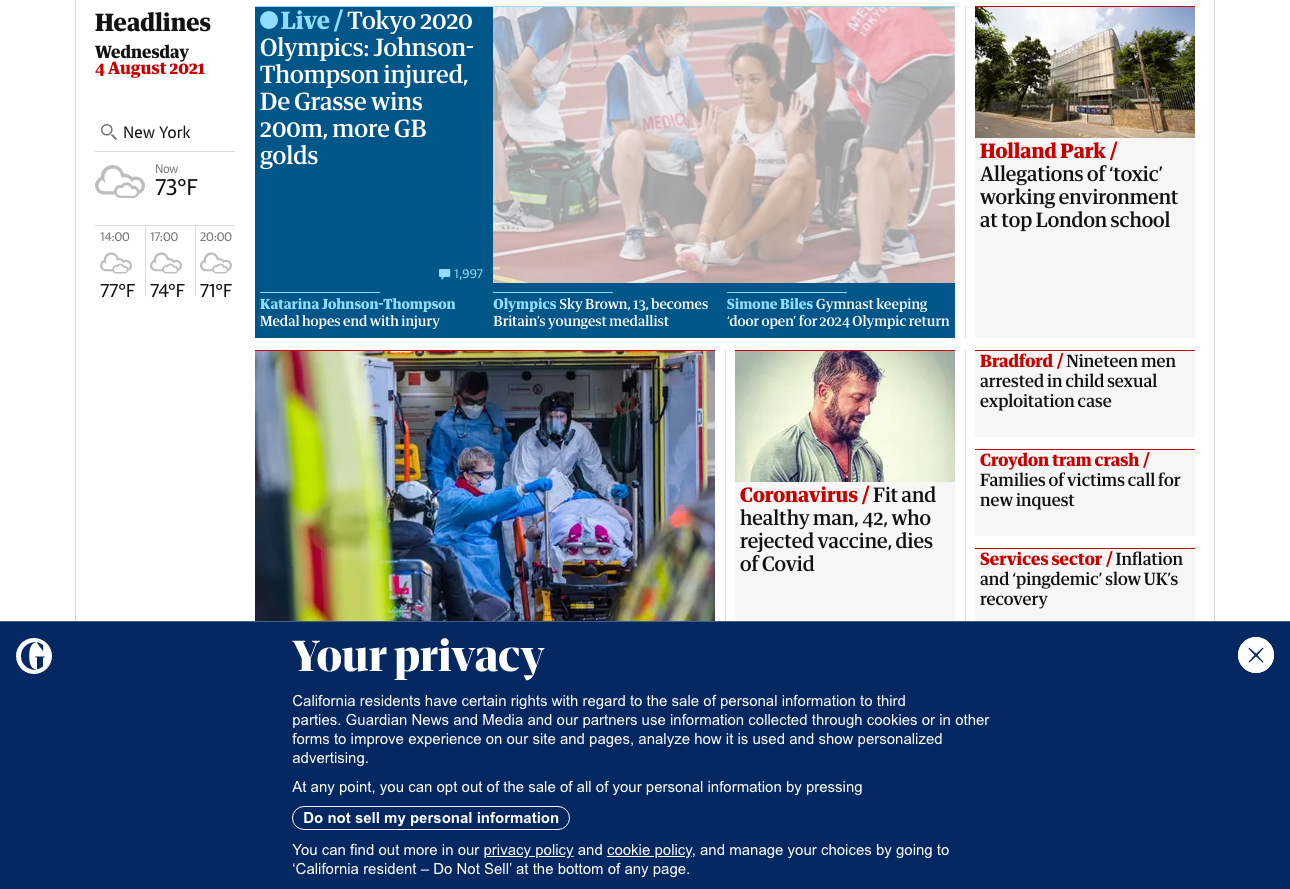 Headlines
Wednesday
4 August 2021
New York
Now
73°F
14:00
17:00
20:00
77°F
74°F
71°F
Live / Tokyo 2020
Olympics: Johnson-
Thompson injured,
De Grasse wins
200m, more GB
golds
1,997
MEDIC
Katarina Johnson-Thompson
Medal hopes end with injury
Olympics Sky Brown, 13, becomes
Britain's youngest medallist
Simone Biles Gymnast keeping
'door open' for 2024 Olympic return
Holland Park /
Allegations of 'toxic'
working environment
at top London school
Coronavirus / Fit and
healthy man, 42, who
rejected vaccine, dies
of Covid
Bradford / Nineteen men
arrested in child sexual
exploitation case
Croydon tram crash /
Families of victims call for
new inquest
Services sector / Inflation
and 'pingdemic' slow UK's
recovery
Your privacy
California residents have certain rights with regard to the sale of personal information to third
parties. Guardian News and Media and our partners use information collected through cookies or in other
forms to improve experience on our site and pages, analyze how it is used and show personalized
advertising.
At any point, you can opt out of the sale of all of your personal information by pressing
Do not sell my personal information
You can find out more in our privacy policy and cookie policy, and manage your choices by going to
'California resident – Do Not Sell' at the bottom of any page.